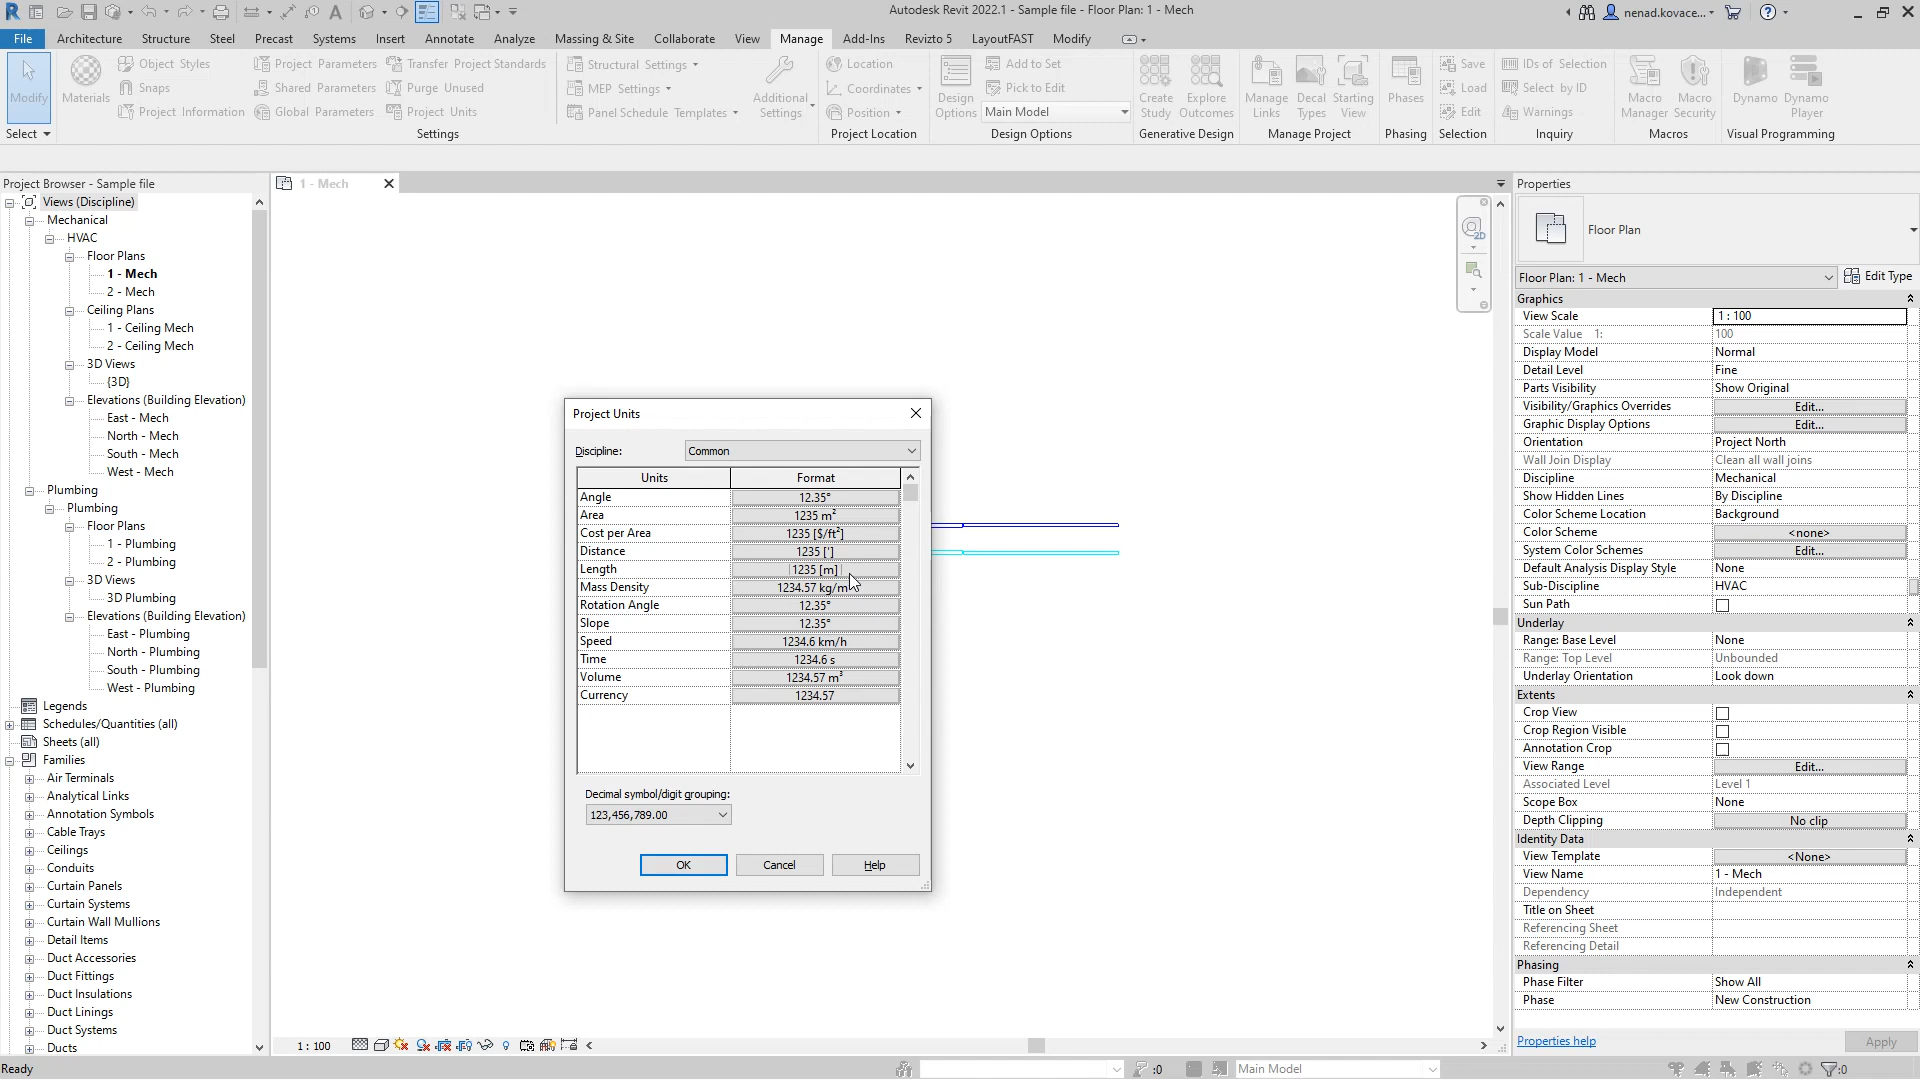 Autodesk Revit 2022.1 - Sample file - Floor Plan: 1 - Mech
nenad.kovace...
File Architecture Structure Steel Precast Systems Insert Annotate Analyze Massing & Site Collaborate View Manage Add-Ins Revizto 5 LayoutFAST Modify
Modify
Materials
Object Styles
Snaps
Project Information
Project Parameters
Shared Parameters
Global Parameters
Transfer Project Standards
Purge Unused
Project Units
Structural Settings
MEP Settings
Panel Schedule Templates
Additional Settings
Location
Coordinates
Position
Design Options
Add to Set
Pick to Edit
Main Model
Create Study
Explore Outcomes
Manage Links
Decal Types
Starting View
Phases
Save
Load
Edit
IDs of Selection
Select by ID
Warnings
Macro Manager
Macro Security
Dynamo
Dynamo Player
Select Settings Project Location Design Options Generative Design Manage Project Phasing Selection Inquiry Macros Visual Programming
Project Browser - Sample file
Views (Discipline)
Mechanical
HVAC
Floor Plans
1 - Mech
2 - Mech
Ceiling Plans
1 - Ceiling Mech
2 - Ceiling Mech
3D Views
{3D}
Elevations (Building Elevation)
East - Mech
North - Mech
South - Mech
West - Mech
Plumbing
Plumbing
Floor Plans
1 - Plumbing
2 - Plumbing
3D Views
3D Plumbing
Elevations (Building Elevation)
East - Plumbing
North - Plumbing
South - Plumbing
West - Plumbing
Legends
Schedules/Quantities (all)
Sheets (all)
Families
Air Terminals
Analytical Links
Annotation Symbols
Cable Trays
Ceilings
Conduits
Curtain Panels
Curtain Systems
Curtain Wall Mullions
Detail Items
Duct Accessories
Duct Fittings
Duct Insulations
Duct Linings
Duct Systems
Ducts
1 - Mech
2D
Project Units
Discipline: Common
Units Format
Angle 12.35°
Area 1235 m²
Cost per Area 1235 [$/ft²]
Distance 1235 [']
Length 1235 [m]
Mass Density 1234.57 kg/m
Rotation Angle 12.35°
Slope 12.35°
Speed 1234.6 km/h
Time 1234.6 s
Volume 1234.57 m³
Currency 1234.57
Decimal symbol/digit grouping:
123,456,789.00
OK Cancel Help
1 : 100
Properties
Floor Plan
Floor Plan: 1 - Mech Edit Type
Graphics
View Scale 1 : 100
Scale Value 1: 100
Display Model Normal
Detail Level Fine
Parts Visibility Show Original
Visibility/Graphics Overrides Edit...
Graphic Display Options Edit...
Orientation Project North
Wall Join Display Clean all wall joins
Discipline Mechanical
Show Hidden Lines By Discipline
Color Scheme Location Background
Color Scheme <none>
System Color Schemes Edit...
Default Analysis Display Style None
Sub-Discipline HVAC
Sun Path
Underlay
Range: Base Level None
Range: Top Level Unbounded
Underlay Orientation Look down
Extents
Crop View
Crop Region Visible
Annotation Crop
View Range Edit...
Associated Level Level 1
Scope Box None
Depth Clipping No clip
Identity Data
View Template <None>
View Name 1 - Mech
Dependency Independent
Title on Sheet
Referencing Sheet
Referencing Detail
Phasing
Phase Filter Show All
Phase New Construction
Properties help Apply
Ready :0 Main Model :0